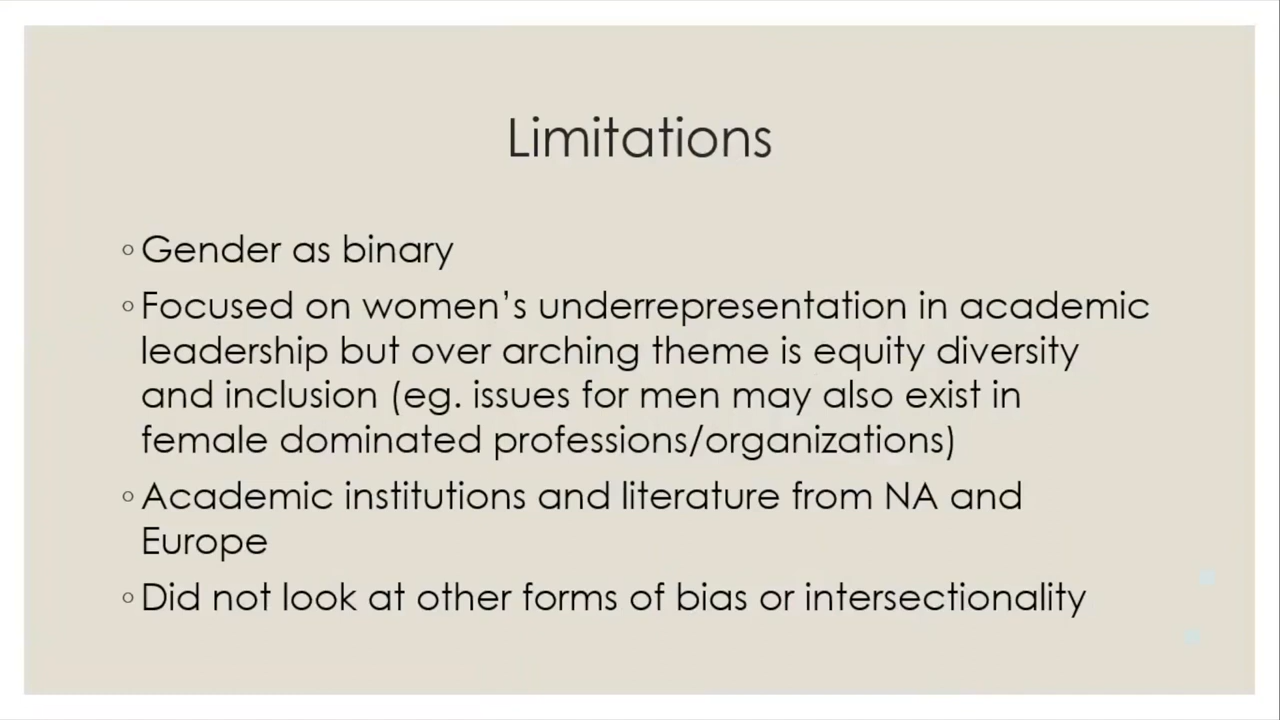 Limitations
◦ Gender as binary
◦ Focused on women’s underrepresentation in academic
leadership but over arching theme is equity diversity
and inclusion (eg. issues for men may also exist in
female dominated professions/organizations)
◦ Academic institutions and literature from NA and
Europe
◦ Did not look at other forms of bias or intersectionality